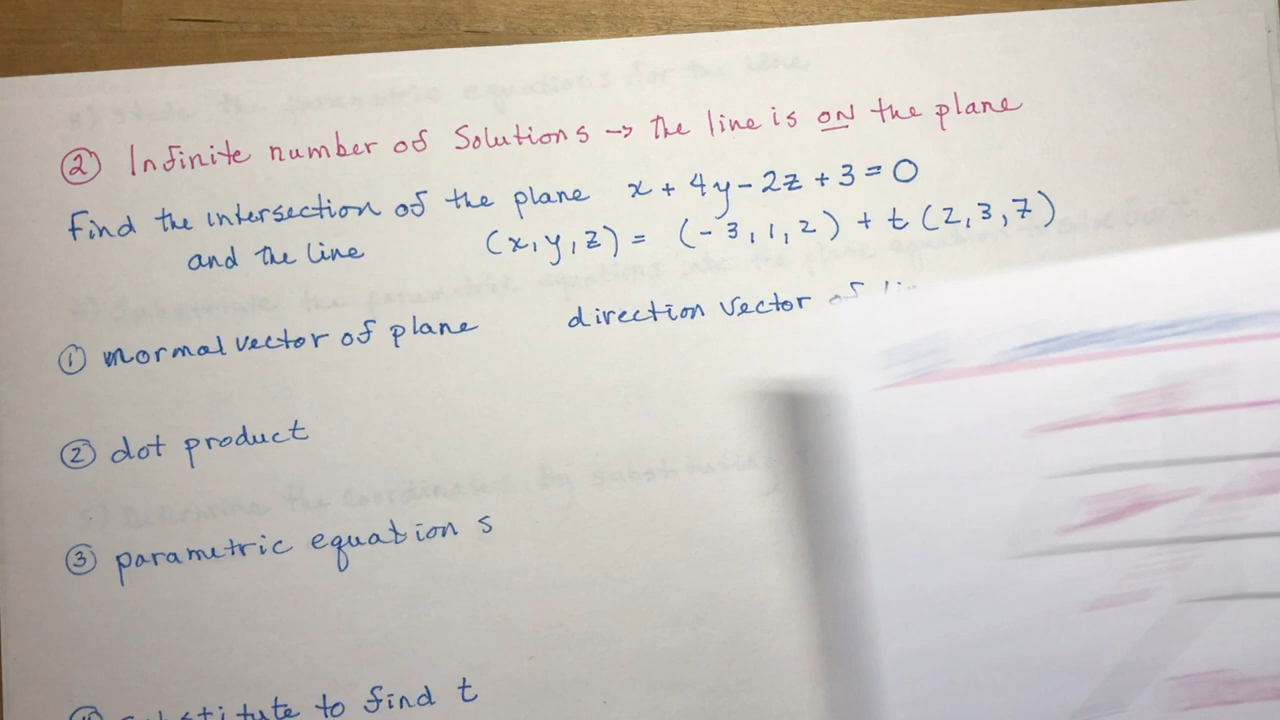 ② Infinite number of Solutions → the line is ON the plane
Find the intersection of the plane x + 4y - 2z + 3 = 0
and the line (x, y, z) = (-3, 1, 2) + t (2, 3, 7)
① normal vector of plane direction vector of
② dot product
③ parametric equations
to find t